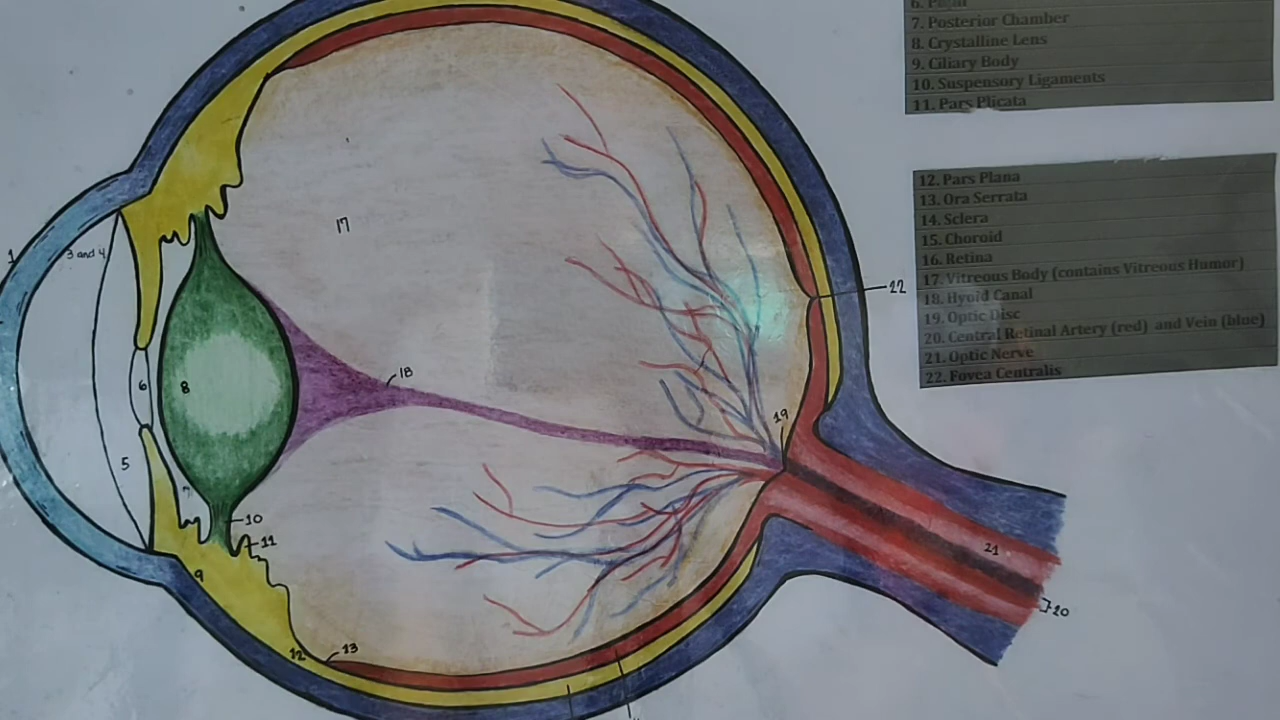 7. Posterior Chamber
8. Crystalline Lens
9. Ciliary Body
10. Suspensory Ligaments
11. Pars Plicata
12. Pars Plana
13. Ora Serrata
14. Sclera
15. Choroid
16. Retina
17. Vitreous Body (contains Vitreous Humor)
18. Hyoid Canal
19. Optic Disc
20. Central Retinal Artery (red) and Vein (blue)
21. Optic Nerve
22. Fovea Centralis
1
3 and 4
17
22
18
6
8
19
5
7
10
11
21
9
20
12
13